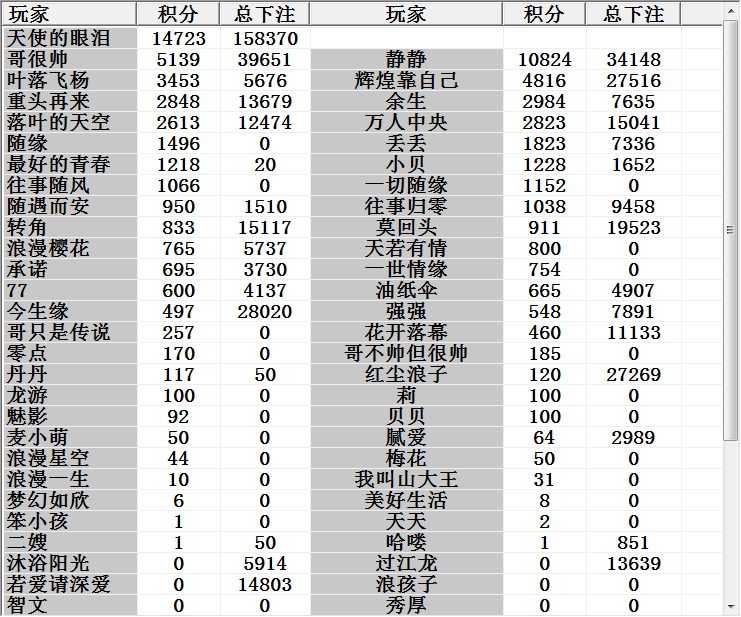 玩家 积分 总下注 玩家 积分 总下注
天使的眼泪 14723 158370
哥很帅 5139 39651 静静 10824 34148
叶落飞杨 3453 5676 辉煌靠自己 4816 27516
重头再来 2848 13679 余生 2984 7635
落叶的天空 2613 12474 万人中央 2823 15041
随缘 1496 0 丢丢 1823 7336
最好的青春 1218 20 小贝 1228 1652
往事随风 1066 0 一切随缘 1152 0
随遇而安 950 1510 往事归零 1038 9458
转角 833 15117 莫回头 911 19523
浪漫樱花 765 5737 天若有情 800 0
承诺 695 3730 一世情缘 754 0
77 600 4137 油纸伞 665 4907
今生缘 497 28020 强强 548 7891
哥只是传说 257 0 花开落幕 460 11133
零点 170 0 哥不帅但很帅 185 0
丹丹 117 50 红尘浪子 120 27269
龙游 100 0 莉 100 0
魅影 92 0 贝贝 100 0
麦小萌 50 0 腻爱 64 2989
浪漫星空 44 0 梅花 50 0
浪漫一生 10 0 我叫山大王 31 0
梦幻如欣 6 0 美好生活 8 0
笨小孩 1 0 天天 2 0
二嫂 1 50 哈喽 1 851
沐浴阳光 0 5914 过江龙 0 13639
若爱请深爱 0 14803 浪孩子 0 0
智文 0 0 秀厚 0 0